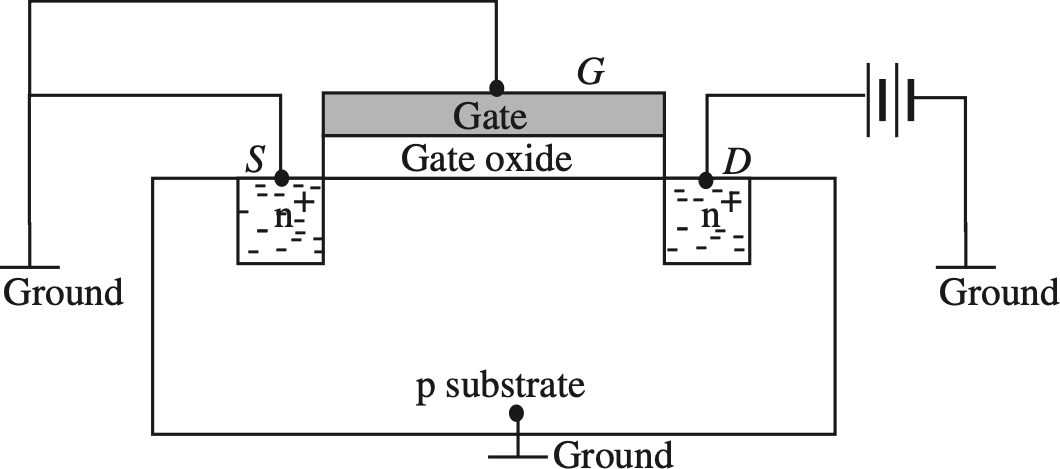 G
Gate
S
Gate oxide
D
n+
n+
Ground
Ground
p substrate
Ground